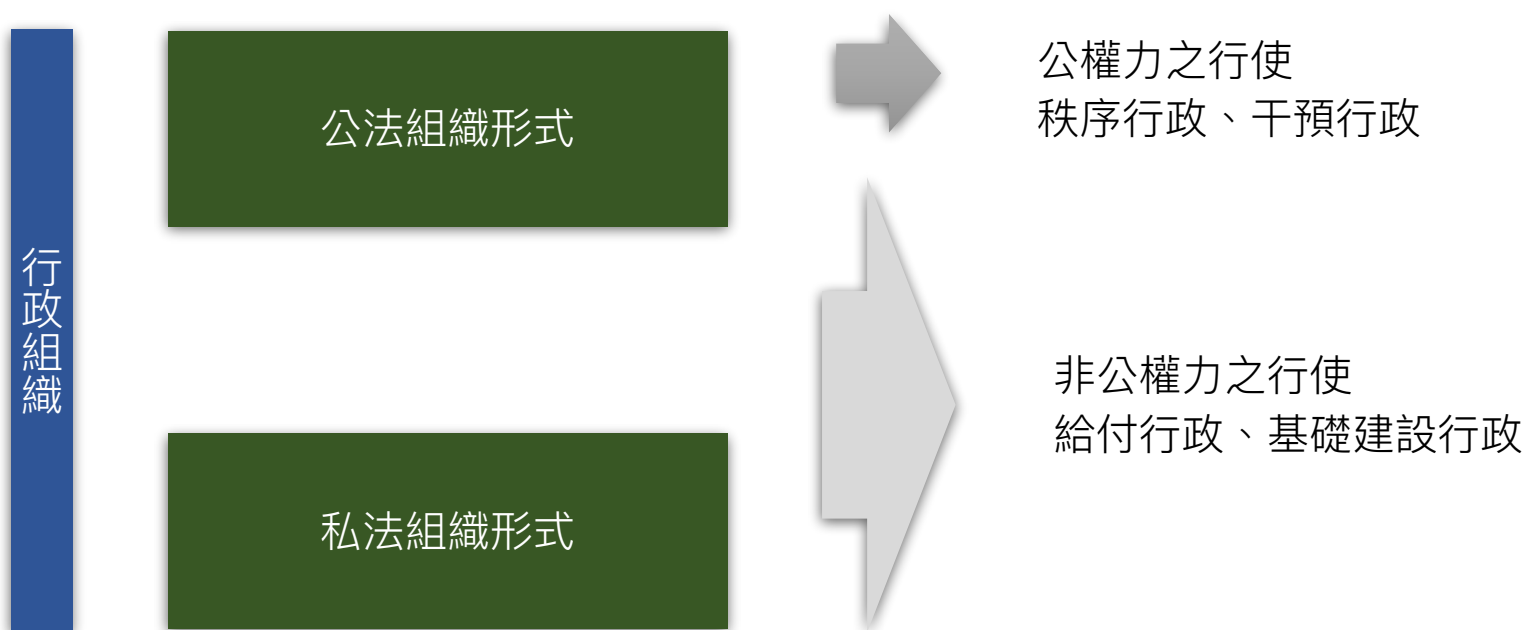 行政組織
公法組織形式
公權力之行使
秩序行政、干預行政
非公權力之行使
給付行政、基礎建設行政
私法組織形式